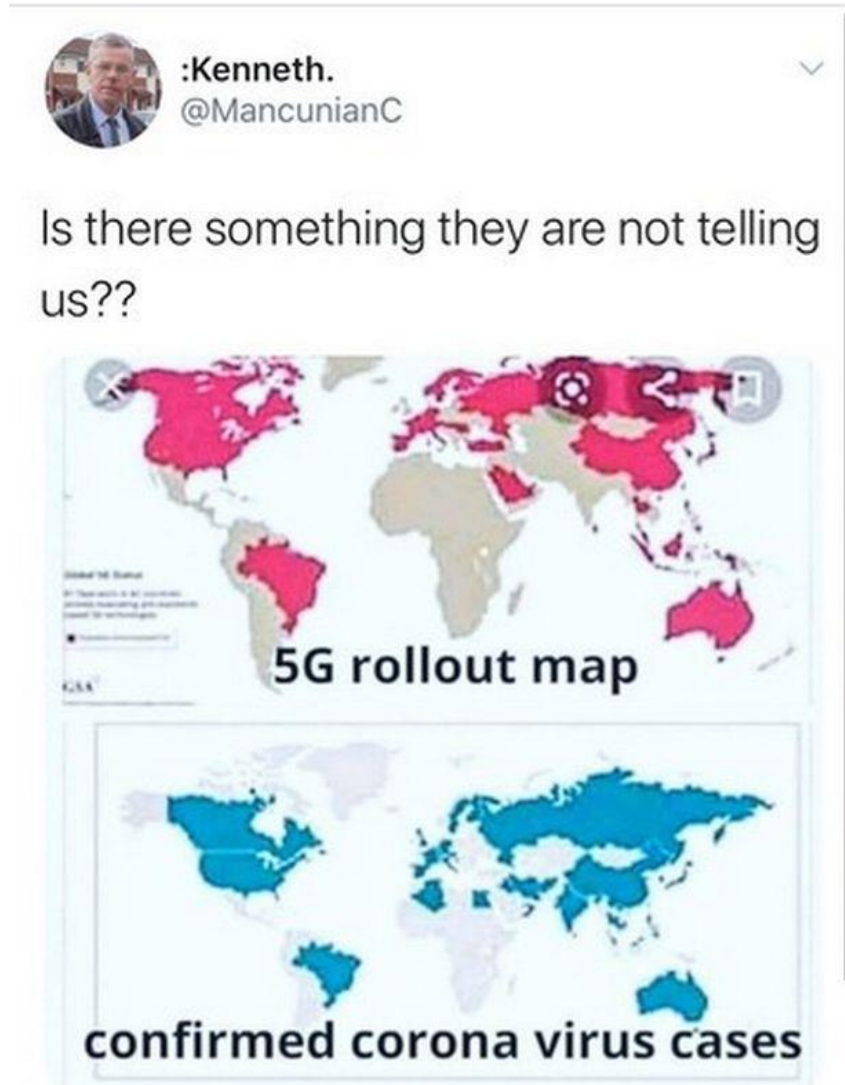 :Kenneth.
@MancunianC
Is there something they are not telling
us??
5G rollout map
confirmed corona virus cases